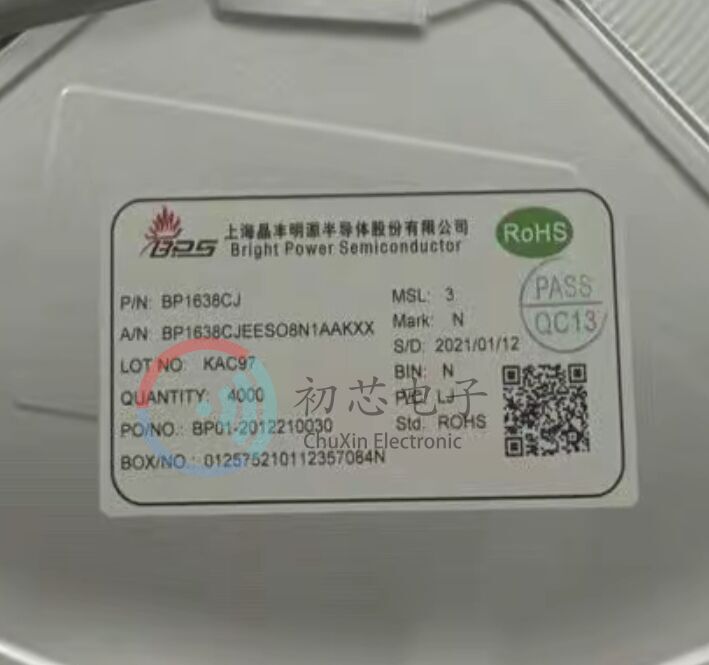 BPS
上海晶丰明源半导体股份有限公司
Bright Power Semiconductor
RoHS
P/N: BP1638CJ
MSL: 3
PASS
A/N: BP1638CJEESO8N1AAKXX
Mark: N
QC13
LOT NO: KAC97
S/D: 2021/01/12
QUANTITY: 4000
BIN: N
PO/NO.: BP01-2012210030
P/E: LJ
BOX/NO.: 012575210112357084N
Std. ROHS
初芯电子
ChuXin Electronic